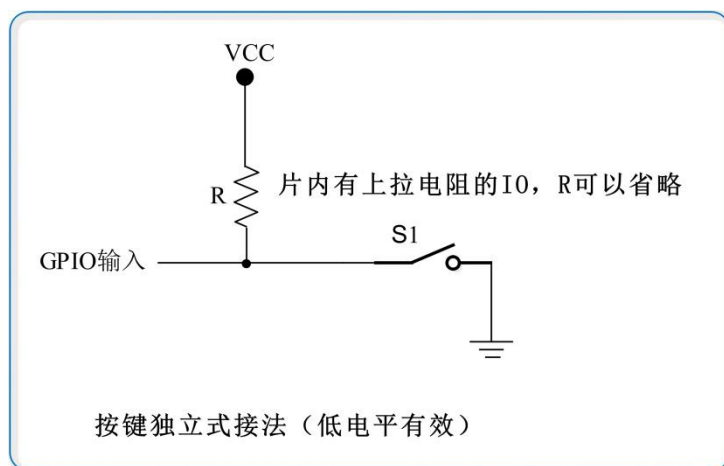 VCC
R
片内有上拉电阻的IO，R可以省略
S1
GPIO输入
按键独立式接法（低电平有效）